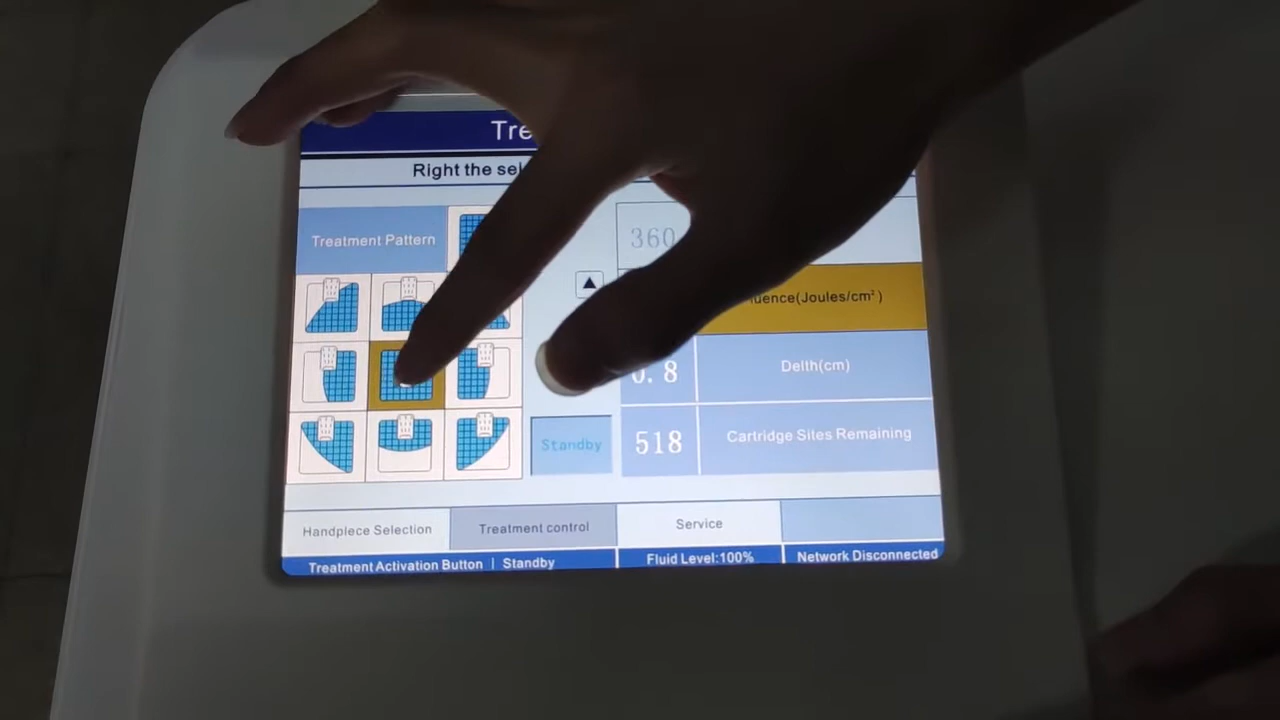 Tre
Right the sel
Treatment Pattern
360
uence(Joules/cm²)
0.8 Delth(cm)
Standby 518 Cartridge Sites Remaining
Handpiece Selection Treatment control Service
Treatment Activation Button | Standby Fluid Level:100% Network Disconnected